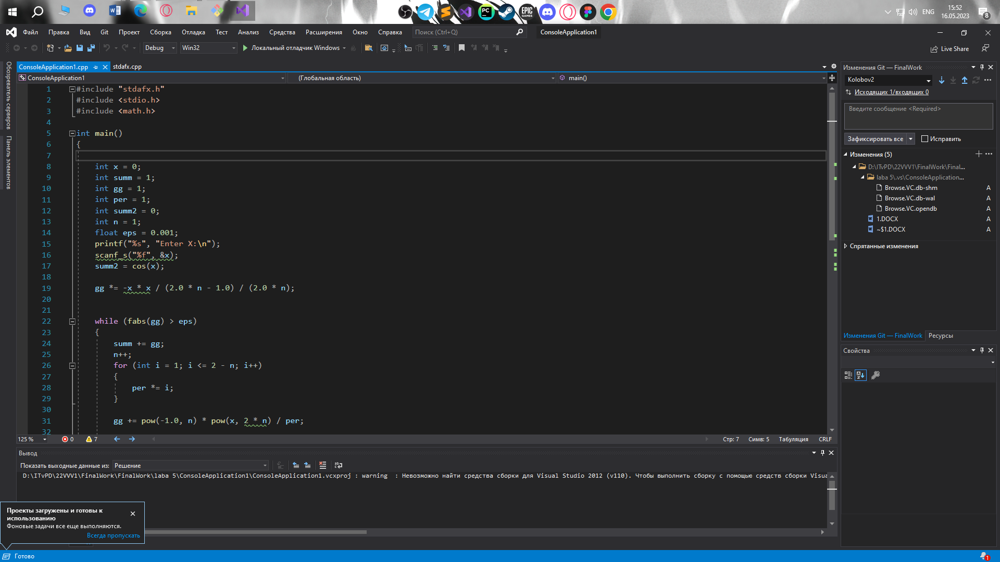 ENG
15:52
16.05.2023
8
Файл Правка Вид Git Проект Сборка Отладка Тест Анализ Средства Расширения Окно Справка Поиск (Ctrl+Q) ConsoleApplication1
Debug Win32 Локальный отладчик Windows Live Share
Обозреватель серверов
Панель элементов
ConsoleApplication1.cpp stdafx.cpp
ConsoleApplication1 (Глобальная область) main()
1 #include "stdafx.h"
2 #include <stdio.h>
3 #include <math.h>
4
5 int main()
6 {
7
8 int x = 0;
9 int summ = 1;
10 int gg = 1;
11 int per = 1;
12 int summ2 = 0;
13 int n = 1;
14 float eps = 0.001;
15 printf("%s", "Enter X:\n");
16 scanf_s("%f", &x);
17 summ2 = cos(x);
18
19 gg *= -x * x / (2.0 * n - 1.0) / (2.0 * n);
20
21
22 while (fabs(gg) > eps)
23 {
24 summ += gg;
25 n++;
26 for (int i = 1; i <= 2 - n; i++)
27 {
28 per *= i;
29 }
30
31 gg += pow(-1.0, n) * pow(x, 2 * n) / per;
32
125 % 0 7 Стр: 7 Симв: 5 Табуляция CRLF
Вывод
Показать выходные данные из: Решение
D:\ITvPD\22VVV1\FinalWork\FinalWork\laba 5\ConsoleApplication1\ConsoleApplication1.vcxproj : warning : Невозможно найти средства сборки для Visual Studio 2012 (v110). Чтобы выполнить сборку с помощью средств сборки Visua
Проекты загружены и готовы к
использованию
Фоновые задачи все еще выполняются.
Всегда пропускать
Готово
1
Изменения Git — FinalWork
Kolobov2
Исходящих 1/входящих 0
Введите сообщение <Required>
Зафиксировать все Исправить
Изменения (5)
D:\ITvPD\22VVV1\FinalWork\Final...
laba 5\.vs\ConsoleApplication...
Browse.VC.db-shm A
Browse.VC.db-wal A
Browse.VC.opendb A
1.DOCX A
~$1.DOCX A
Спрятанные изменения
Изменения Git — FinalWork Ресурсы
Свойства